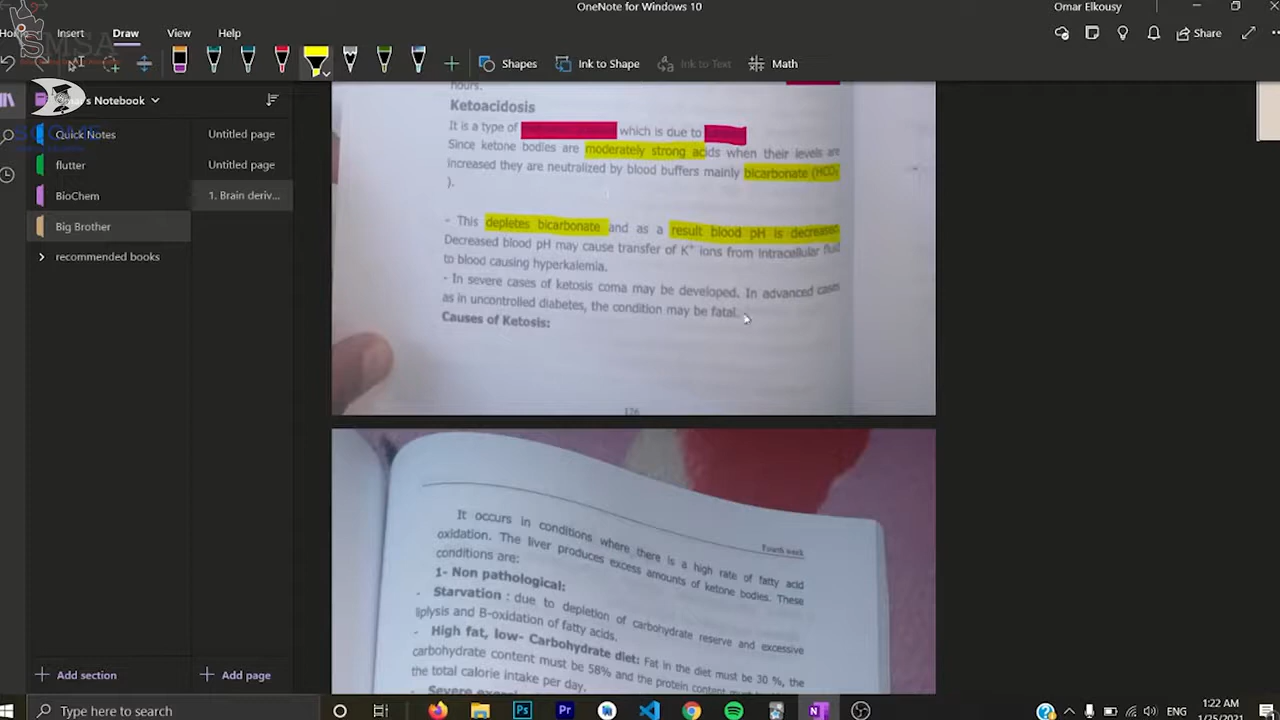 OneNote for Windows 10
Omar Elkousy
Insert
Draw
View
Help
Share
SMSA
Shapes
Ink to Shape
Ink to Text
Math
Notebook
Quick Notes
flutter
BioChem
Big Brother
recommended books
Untitled page
Untitled page
1. Brain deriv...
Add section
Add page
hours.
Ketoacidosis
It is a type of which is due to
Since ketone bodies are moderately strong acids when their levels are
increased they are neutralized by blood buffers mainly bicarbonate (HCO3
).
- This depletes bicarbonate and as a result blood pH is decreased
Decreased blood pH may cause transfer of K+ ions from intracellular fluid
to blood causing hyperkalemia.
- In severe cases of ketosis coma may be developed. In advanced cases
as in uncontrolled diabetes, the condition may be fatal.
Causes of Ketosis:
126
Fourth week
It occurs in conditions where there is a high rate of fatty acid
oxidation. The liver produces excess amounts of ketone bodies. These
conditions are:
1- Non pathological:
- Starvation : due to depletion of carbohydrate reserve and excessive
liplysis and B-oxidation of fatty acids.
- High fat, low- Carbohydrate diet: Fat in the diet must be 30 %, the
carbohydrate content must be 58% and the protein content must
the total calorie intake per day.
Severe
Type here to search
ENG
1:22 AM
1/25/2021